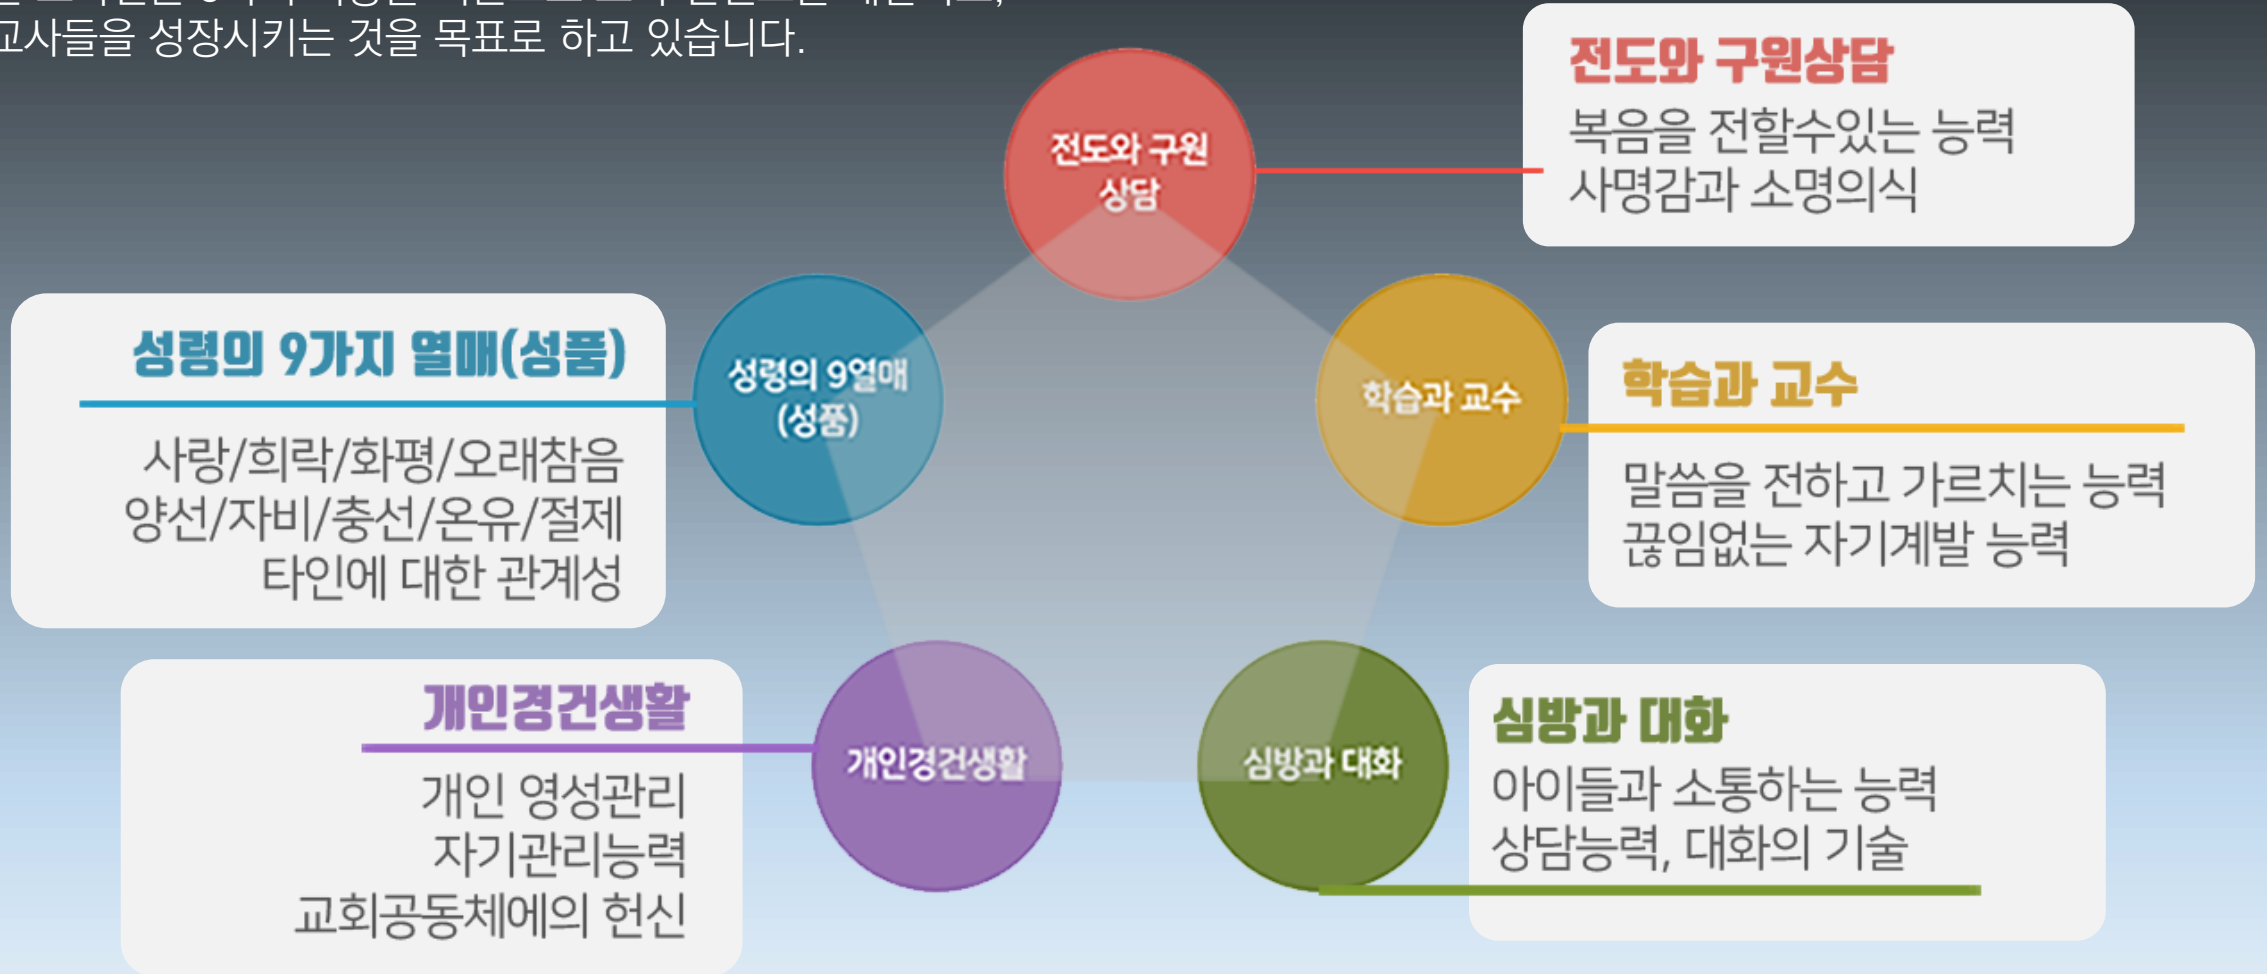 교사들을 성장시키는 것을 목표로 하고 있습니다.
전도와 구원
상담
전도와 구원상담
복음을 전할수있는 능력
사명감과 소명의식
성령의 9가지 열매(성품)
사랑/희락/화평/오래참음
양선/자비/충선/온유/절제
타인에 대한 관계성
성령의 9열매
(성품)
학습과 교수
학습과 교수
말씀을 전하고 가르치는 능력
끊임없는 자기계발 능력
개인경건생활
개인 영성관리
자기관리능력
교회공동체에의 헌신
개인경건생활
심방과 대화
심방과 대화
아이들과 소통하는 능력
상담능력, 대화의 기술